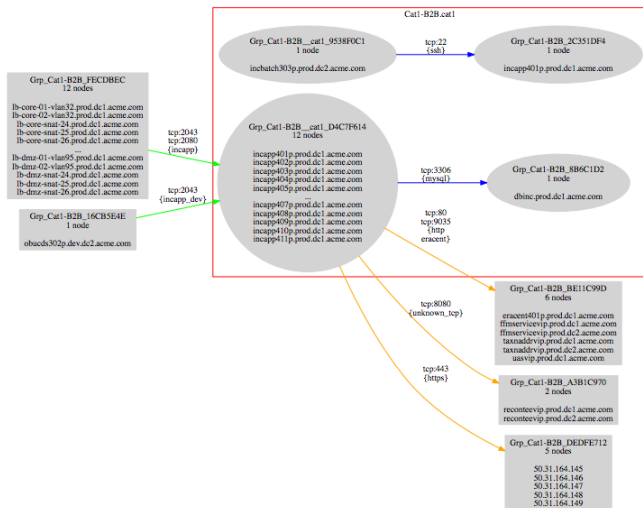 Cat1-B2B.cat1
Grp_Cat1-B2B__cat1_9538F0C1
1 node
incbatch303p.prod.dc2.acme.com
tcp:22
{ssh}
Grp_Cat1-B2B_2C351DF4
1 node
incapp401p.prod.dc1.acme.com
Grp_Cat1-B2B_FECDBEC
12 nodes
lb-core-01-vlan32.prod.dc1.acme.com
lb-core-02-vlan32.prod.dc1.acme.com
lb-core-snat-24.prod.dc1.acme.com
lb-core-snat-25.prod.dc1.acme.com
lb-core-snat-26.prod.dc1.acme.com
...
lb-dmz-01-vlan95.prod.dc1.acme.com
lb-dmz-02-vlan95.prod.dc1.acme.com
lb-dmz-snat-24.prod.dc1.acme.com
lb-dmz-snat-25.prod.dc1.acme.com
lb-dmz-snat-26.prod.dc1.acme.com
tcp:2043
tcp:2080
{incapp}
Grp_Cat1-B2B__cat1_D4C7F614
12 nodes
incapp401p.prod.dc1.acme.com
incapp402p.prod.dc1.acme.com
incapp403p.prod.dc1.acme.com
incapp404p.prod.dc1.acme.com
incapp405p.prod.dc1.acme.com
...
incapp407p.prod.dc1.acme.com
incapp408p.prod.dc1.acme.com
incapp409p.prod.dc1.acme.com
incapp410p.prod.dc1.acme.com
incapp411p.prod.dc1.acme.com
tcp:3306
{mysql}
Grp_Cat1-B2B_8B6C1D2
1 node
dbinc.prod.dc1.acme.com
tcp:2043
{incapp_dev}
Grp_Cat1-B2B_16CB5E4E
1 node
obucds302p.dev.dc2.acme.com
tcp:80
tcp:9035
{http
eracent}
Grp_Cat1-B2B_BE11C99D
6 nodes
eracent401p.prod.dc1.acme.com
ffmservicevip.prod.dc1.acme.com
ffmservicevip.prod.dc2.acme.com
taxnaddrvip.prod.dc1.acme.com
taxnaddrvip.prod.dc2.acme.com
uasvip.prod.dc1.acme.com
tcp:8080
{unknown_tcp}
Grp_Cat1-B2B_A3B1C970
2 nodes
reconteevip.prod.dc1.acme.com
reconteevip.prod.dc2.acme.com
tcp:443
{https}
Grp_Cat1-B2B_DEDFE712
5 nodes
50.31.164.145
50.31.164.146
50.31.164.147
50.31.164.148
50.31.164.149